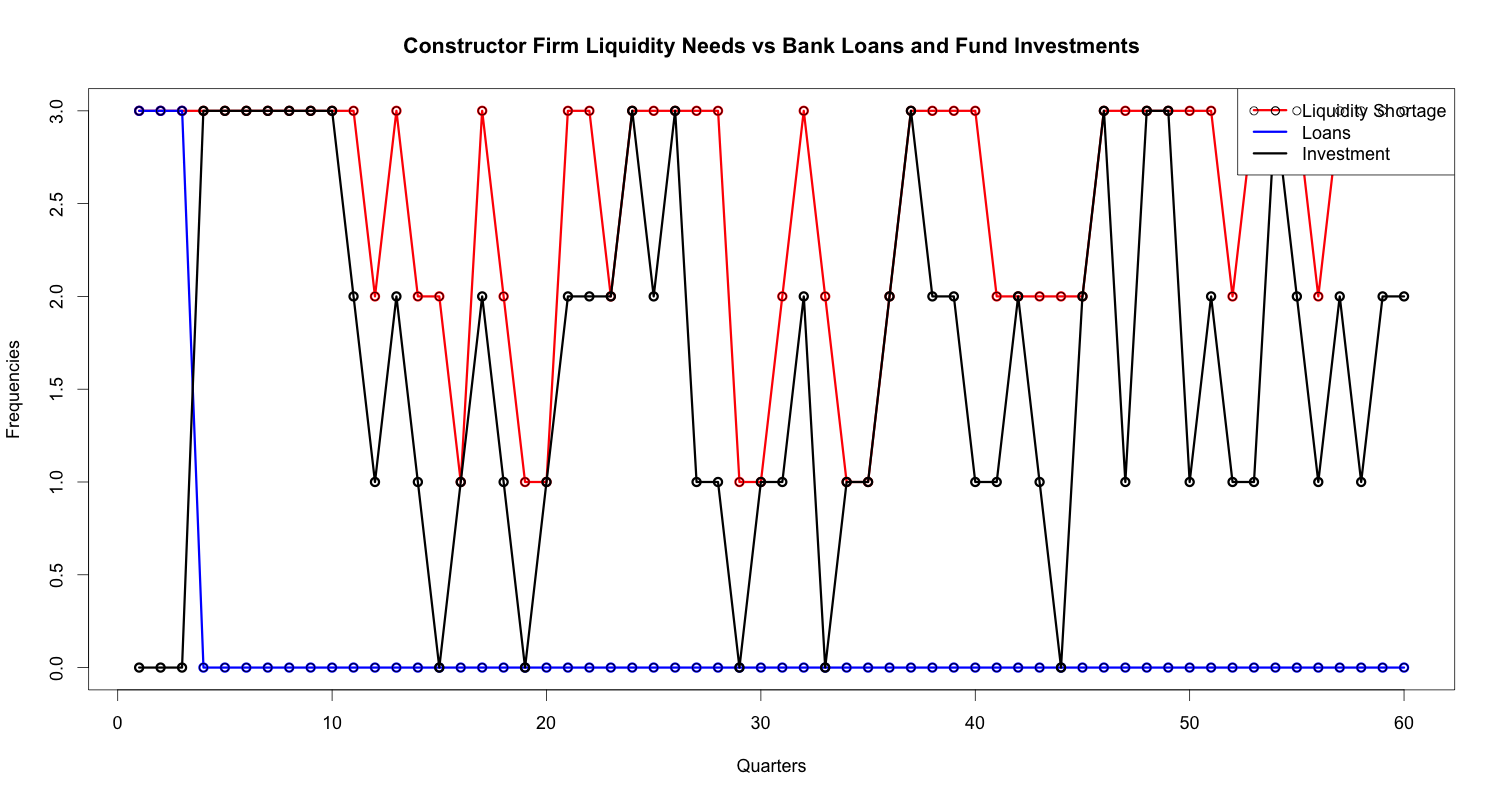 Constructor Firm Liquidity Needs vs Bank Loans and Fund Investments
Frequencies
3.0
2.5
2.0
1.5
1.0
0.5
0.0
Liquidity Shortage
Loans
Investment
0 10 20 30 40 50 60
Quarters